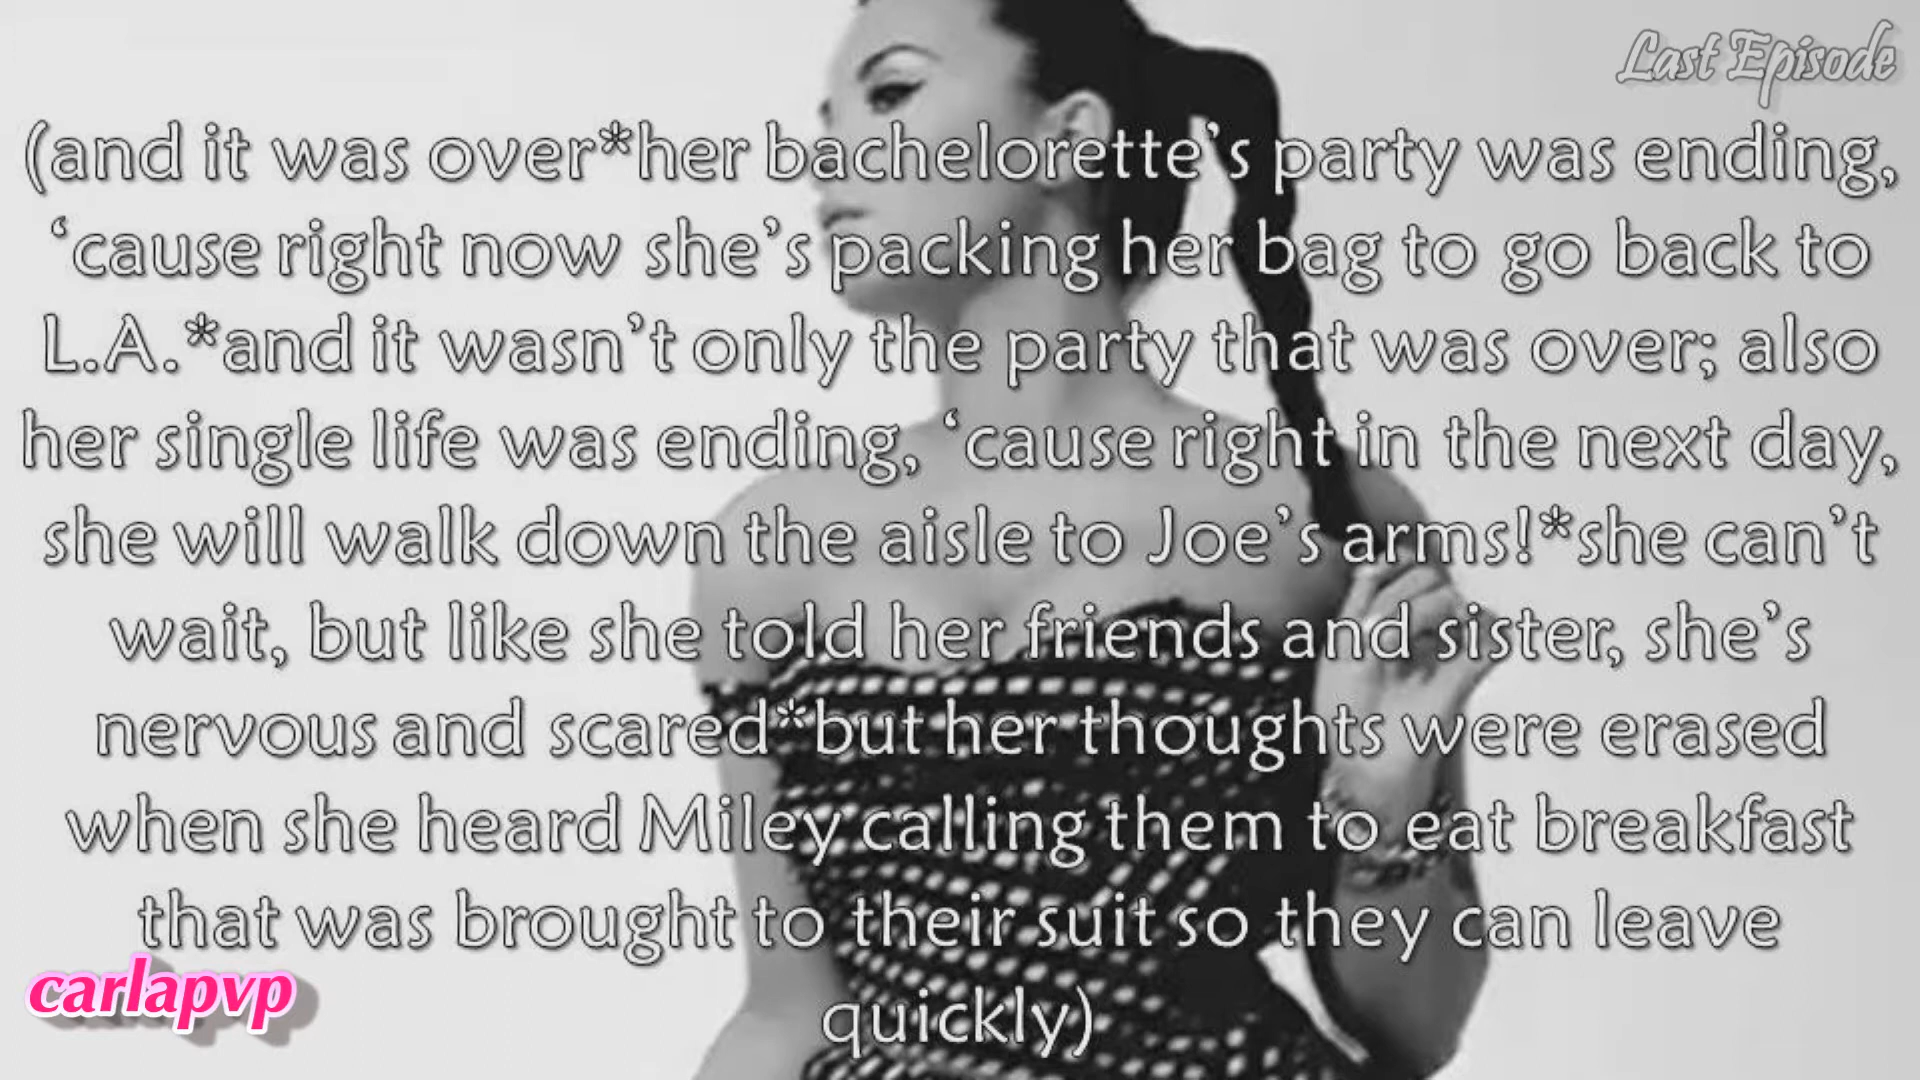 Last Episode
(and it was over*her bachelorette’s party was ending,
‘cause right now she’s packing her bag to go back to
L.A.*and it wasn’t only the party that was over; also
her single life was ending, ‘cause right in the next day,
she will walk down the aisle to Joe’s arms!*she can’t
wait, but like she told her friends and sister, she’s
nervous and scared*but her thoughts were erased
when she heard Miley calling them to eat breakfast
that was brought to their suit so they can leave
quickly)
carlapvp